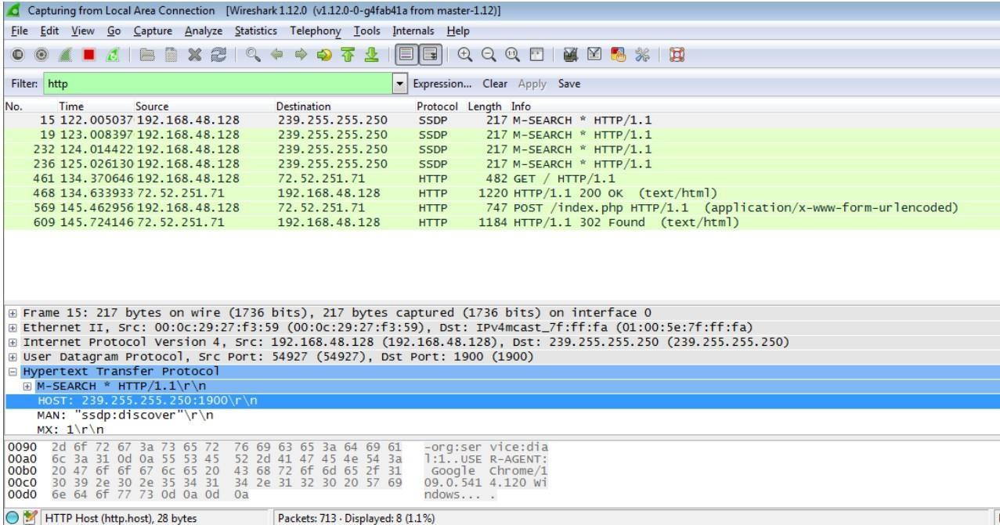 Capturing from Local Area Connection [Wireshark 1.12.0 (v1.12.0-0-g4fab41a from master-1.12)]
File Edit View Go Capture Analyze Statistics Telephony Tools Internals Help
Filter: http Expression... Clear Apply Save
No. Time Source Destination Protocol Length Info
15 122.005037 192.168.48.128 239.255.255.250 SSDP 217 M-SEARCH * HTTP/1.1
19 123.008397 192.168.48.128 239.255.255.250 SSDP 217 M-SEARCH * HTTP/1.1
232 124.014422 192.168.48.128 239.255.255.250 SSDP 217 M-SEARCH * HTTP/1.1
236 125.026130 192.168.48.128 239.255.255.250 SSDP 217 M-SEARCH * HTTP/1.1
461 134.370646 192.168.48.128 72.52.251.71 HTTP 482 GET / HTTP/1.1
468 134.633933 72.52.251.71 192.168.48.128 HTTP 1220 HTTP/1.1 200 OK (text/html)
569 145.462956 192.168.48.128 72.52.251.71 HTTP 747 POST /index.php HTTP/1.1 (application/x-www-form-urlencoded)
609 145.724146 72.52.251.71 192.168.48.128 HTTP 1184 HTTP/1.1 302 Found (text/html)
Frame 15: 217 bytes on wire (1736 bits), 217 bytes captured (1736 bits) on interface 0
Ethernet II, Src: 00:0c:29:27:f3:59 (00:0c:29:27:f3:59), Dst: IPv4mcast_7f:ff:fa (01:00:5e:7f:ff:fa)
Internet Protocol Version 4, Src: 192.168.48.128 (192.168.48.128), Dst: 239.255.255.250 (239.255.255.250)
User Datagram Protocol, Src Port: 54927 (54927), Dst Port: 1900 (1900)
Hypertext Transfer Protocol
M-SEARCH * HTTP/1.1\r\n
HOST: 239.255.255.250:1900\r\n
MAN: "ssdp:discover"\r\n
MX: 1\r\n
0090 2d 6f 72 67 3a 73 65 72 76 69 63 65 3a 64 69 61 -org:ser vice:dia
00a0 6c 3a 31 0d 0a 55 53 45 52 2d 41 47 45 4e 54 3a l:1..USE R-AGENT:
00b0 20 47 6f 6f 67 6c 65 20 43 68 72 6f 6d 65 2f 31 Google Chrome/1
00c0 30 39 2e 30 2e 35 34 31 34 2e 31 32 30 20 57 69 09.0.541 4.120 Wi
00d0 6e 64 6f 77 73 0d 0a 0d 0a ndows... .
HTTP Host (http.host), 28 bytes Packets: 713 · Displayed: 8 (1.1%)